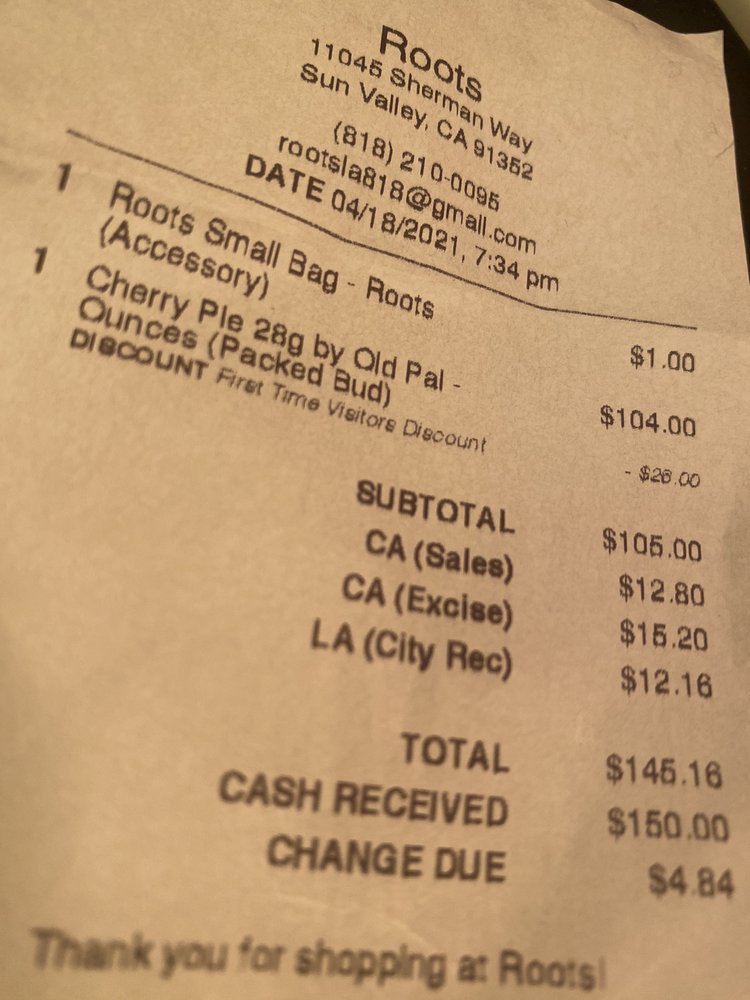 Roots
11045 Sherman Way
Sun Valley, CA 91352
(818) 210-0095
rootsla818@gmail.com
DATE 04/18/2021, 7:34 pm
1 Roots Small Bag - Roots
(Accessory) $1.00
1 Cherry Pie 28g by Old Pal -
Ounces (Packed Bud) $104.00
DISCOUNT First Time Visitors Discount - $26.00
SUBTOTAL $105.00
CA (Sales) $12.80
CA (Excise) $15.20
LA (City Rec) $12.16
TOTAL $145.16
CASH RECEIVED $150.00
CHANGE DUE $4.84
Thank you for shopping at Roots!